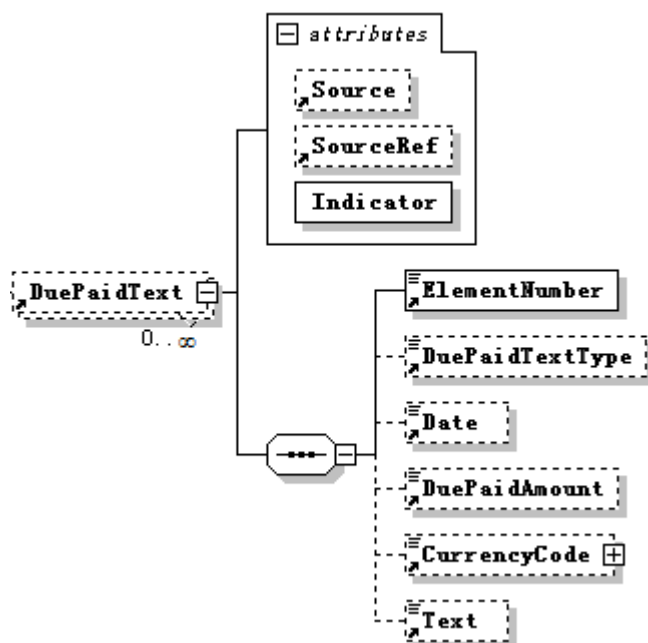 attributes
Source
SourceRef
Indicator
DuePaidText
0..∞
ElementNumber
DuePaidTextType
Date
DuePaidAmount
CurrencyCode
Text